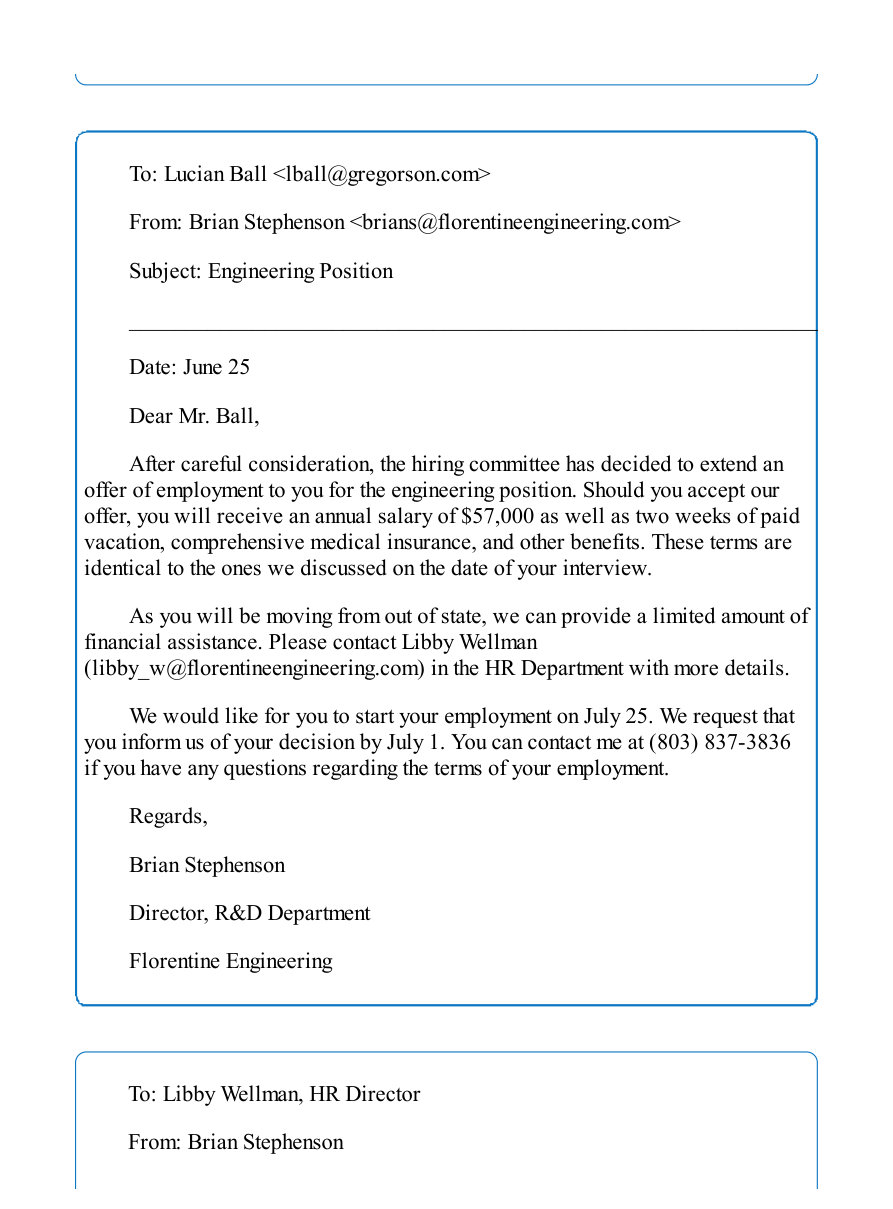 To: Lucian Ball <lball@gregorson.com>
From: Brian Stephenson <brians@florentineengineering.com>
Subject: Engineering Position
Date: June 25
Dear Mr. Ball,
After careful consideration, the hiring committee has decided to extend an
offer of employment to you for the engineering position. Should you accept our
offer, you will receive an annual salary of $57,000 as well as two weeks of paid
vacation, comprehensive medical insurance, and other benefits. These terms are
identical to the ones we discussed on the date of your interview.
As you will be moving from out of state, we can provide a limited amount of
financial assistance. Please contact Libby Wellman
(libby_w@florentineengineering.com) in the HR Department with more details.
We would like for you to start your employment on July 25. We request that
you inform us of your decision by July 1. You can contact me at (803) 837-3836
if you have any questions regarding the terms of your employment.
Regards,
Brian Stephenson
Director, R&D Department
Florentine Engineering
To: Libby Wellman, HR Director
From: Brian Stephenson